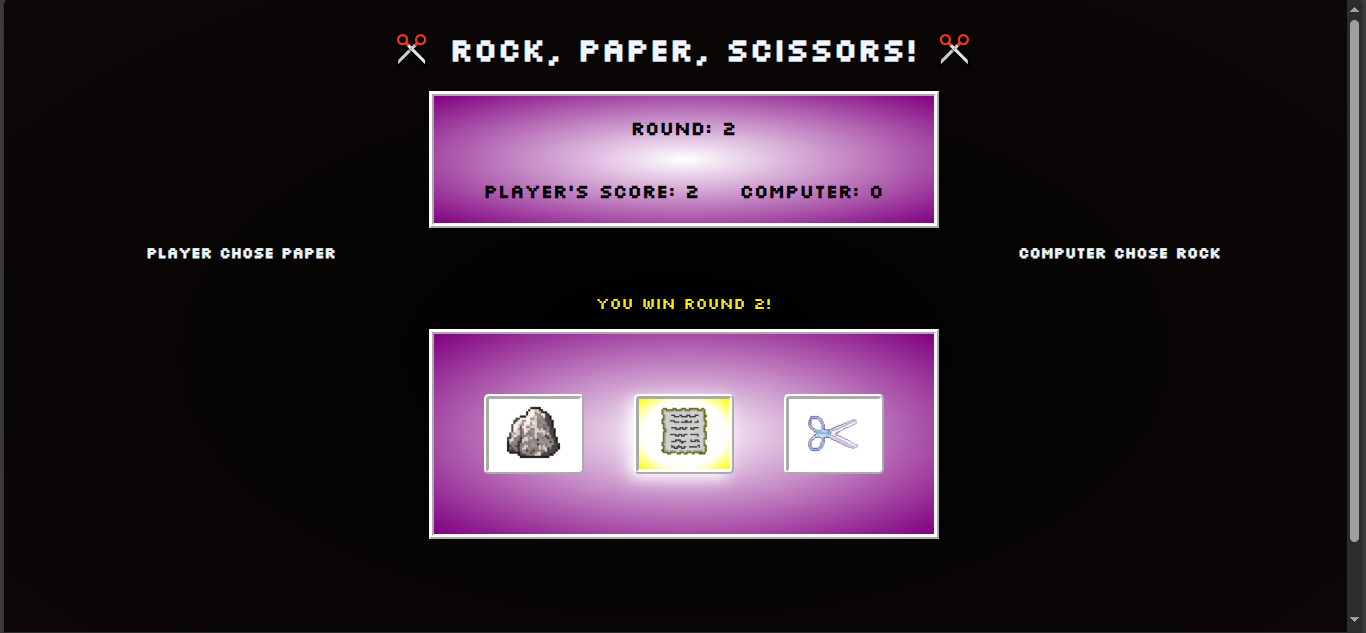 ROCK, PAPER, SCISSORS!
ROUND: 2
PLAYER'S SCORE: 2 COMPUTER: 0
PLAYER CHOSE PAPER COMPUTER CHOSE ROCK
YOU WIN ROUND 2!